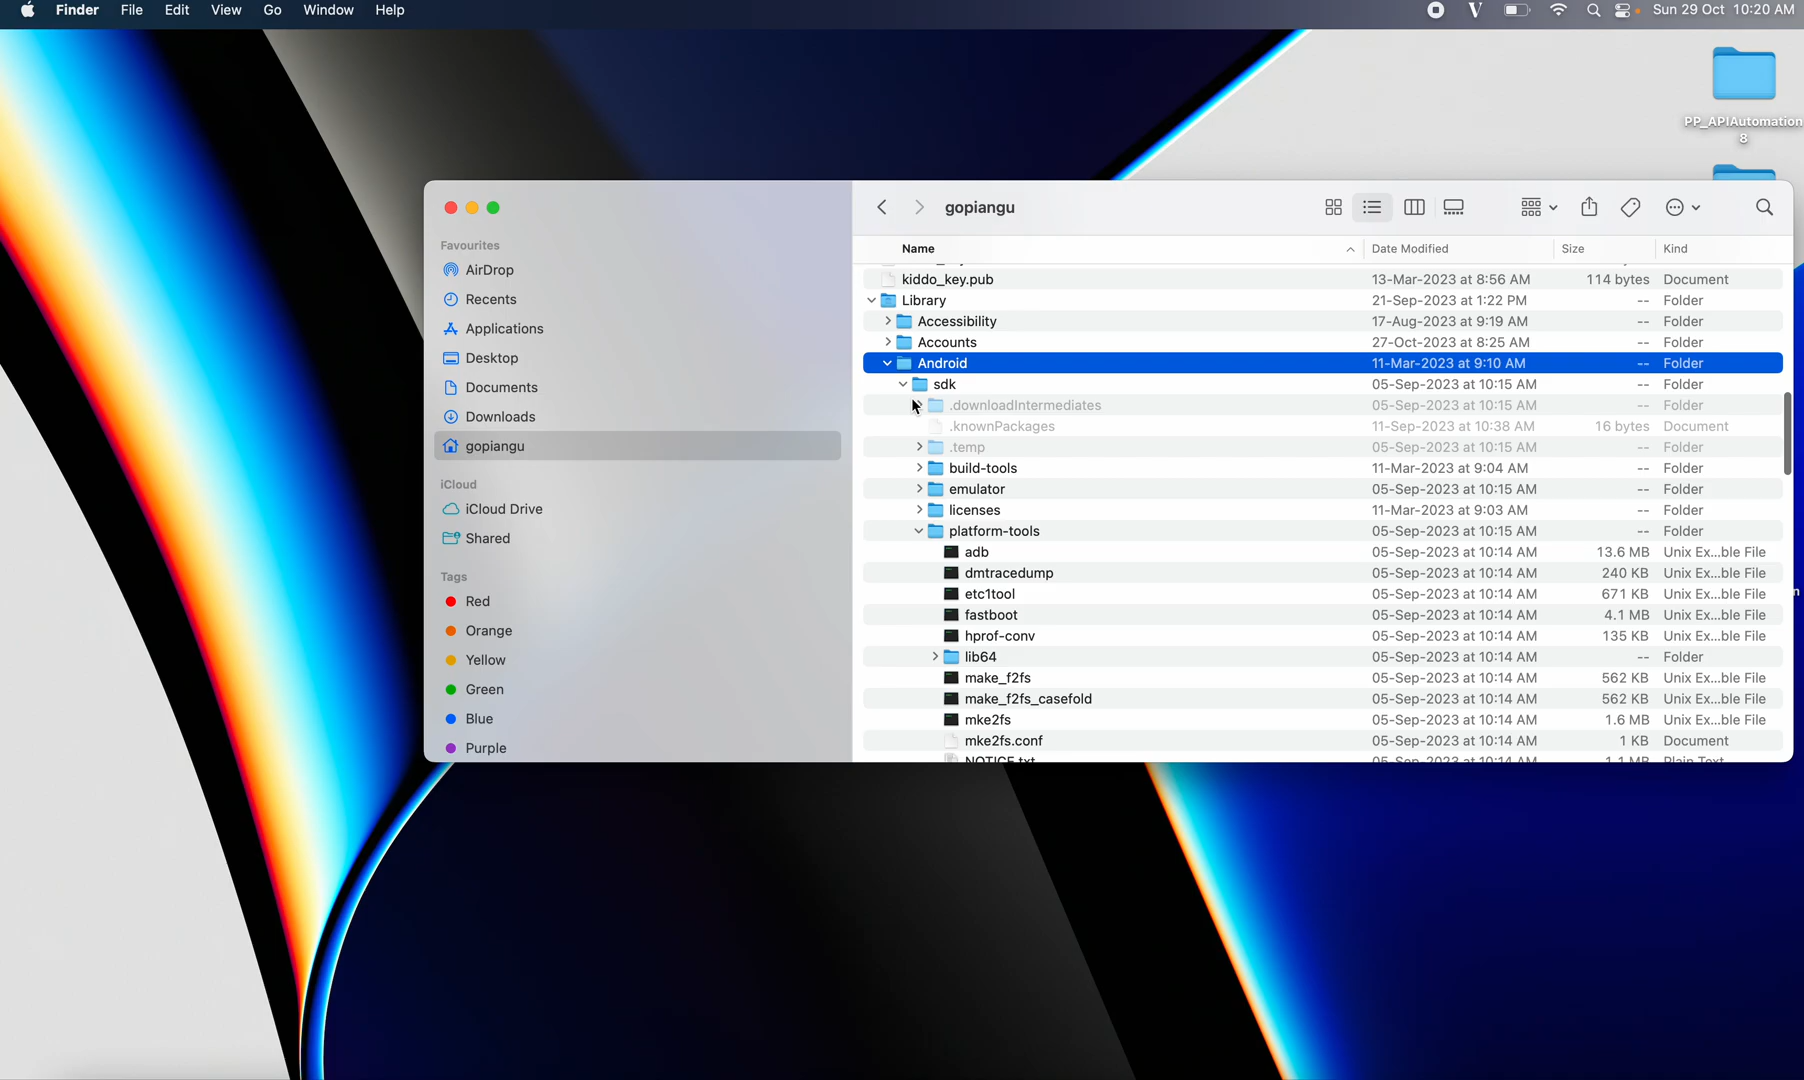 Finder File Edit View Go Window Help
V Sun 29 Oct 10:20 AM
PP_APIAutomation
8
gopiangu
Favourites
AirDrop
Recents
Applications
Desktop
Documents
Downloads
gopiangu
iCloud
iCloud Drive
Shared
Tags
Red
Orange
Yellow
Green
Blue
Purple
Name Date Modified Size Kind
kiddo_key.pub 13-Mar-2023 at 8:56 AM 114 bytes Document
Library 21-Sep-2023 at 1:22 PM -- Folder
Accessibility 17-Aug-2023 at 9:19 AM -- Folder
Accounts 27-Oct-2023 at 8:25 AM -- Folder
Android 11-Mar-2023 at 9:10 AM -- Folder
sdk 05-Sep-2023 at 10:15 AM -- Folder
.downloadIntermediates 05-Sep-2023 at 10:15 AM -- Folder
.knownPackages 11-Sep-2023 at 10:38 AM 16 bytes Document
.temp 05-Sep-2023 at 10:15 AM -- Folder
build-tools 11-Mar-2023 at 9:04 AM -- Folder
emulator 05-Sep-2023 at 10:15 AM -- Folder
licenses 11-Mar-2023 at 9:03 AM -- Folder
platform-tools 05-Sep-2023 at 10:15 AM -- Folder
adb 05-Sep-2023 at 10:14 AM 13.6 MB Unix Ex...ble File
dmtracedump 05-Sep-2023 at 10:14 AM 240 KB Unix Ex...ble File
etc1tool 05-Sep-2023 at 10:14 AM 671 KB Unix Ex...ble File
fastboot 05-Sep-2023 at 10:14 AM 4.1 MB Unix Ex...ble File
hprof-conv 05-Sep-2023 at 10:14 AM 135 KB Unix Ex...ble File
lib64 05-Sep-2023 at 10:14 AM -- Folder
make_f2fs 05-Sep-2023 at 10:14 AM 562 KB Unix Ex...ble File
make_f2fs_casefold 05-Sep-2023 at 10:14 AM 562 KB Unix Ex...ble File
mke2fs 05-Sep-2023 at 10:14 AM 1.6 MB Unix Ex...ble File
mke2fs.conf 05-Sep-2023 at 10:14 AM 1 KB Document
NOTICE.txt 05-Sep-2023 at 10:14 AM 1.1 MB Plain Text